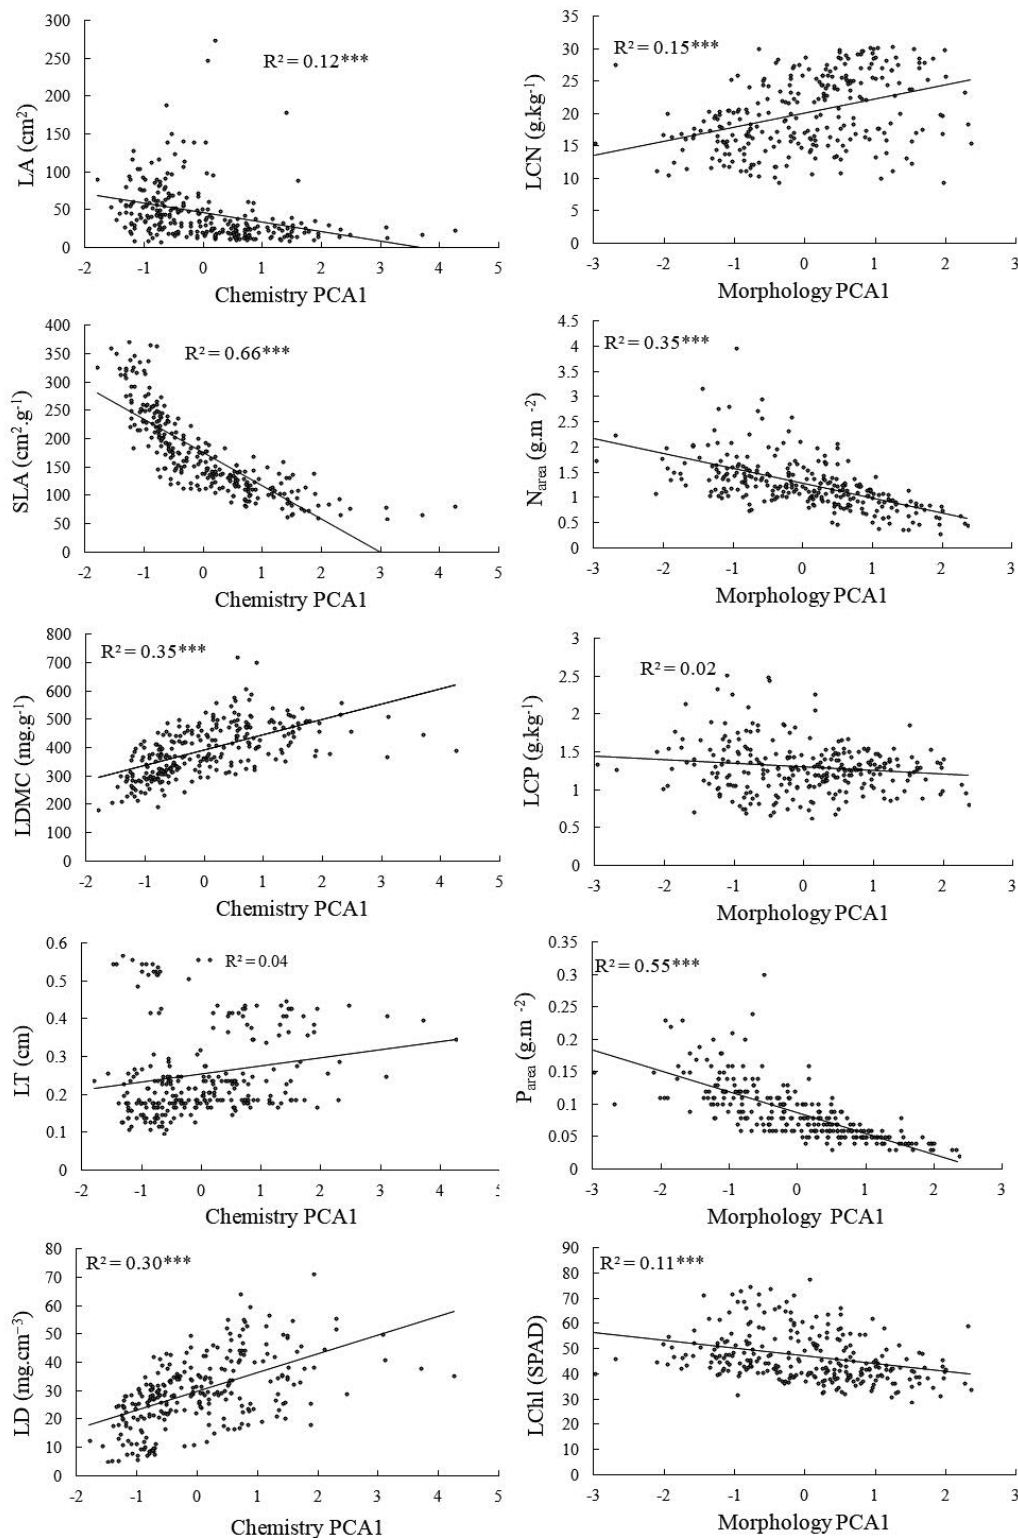 300
250
200
150
100
50
0
LA (cm²)
R² = 0.12***
-2 -1 0 1 2 3 4 5
Chemistry PCA1
35
30
25
20
15
10
5
0
LCN (g.kg⁻¹)
R² = 0.15***
-3 -2 -1 0 1 2 3
Morphology PCA1
400
350
300
250
200
150
100
50
0
SLA (cm²·g⁻¹)
R² = 0.66***
-2 -1 0 1 2 3 4 5
Chemistry PCA1
4.5
4
3.5
3
2.5
2
1.5
1
0.5
0
Narea (g.m⁻²)
R² = 0.35***
-3 -2 -1 0 1 2 3
Morphology PCA1
800
700
600
500
400
300
200
100
0
LDMC (mg.g⁻¹)
R² = 0.35***
-2 -1 0 1 2 3 4 5
Chemistry PCA1
3
2.5
2
1.5
1
0.5
0
LCP (g.kg⁻¹)
R² = 0.02
-3 -2 -1 0 1 2 3
Morphology PCA1
0.6
0.5
0.4
0.3
0.2
0.1
0
LT (cm)
R² = 0.04
-2 -1 0 1 2 3 4 5
Chemistry PCA1
0.35
0.3
0.25
0.2
0.15
0.1
0.05
0
Parea (g.m⁻²)
R² = 0.55***
-3 -2 -1 0 1 2 3
Morphology PCA1
80
70
60
50
40
30
20
10
0
LD (mg.cm⁻³)
R² = 0.30***
-2 -1 0 1 2 3 4 5
Chemistry PCA1
90
80
70
60
50
40
30
20
10
0
LChl (SPAD)
R² = 0.11***
-3 -2 -1 0 1 2 3
Morphology PCA1